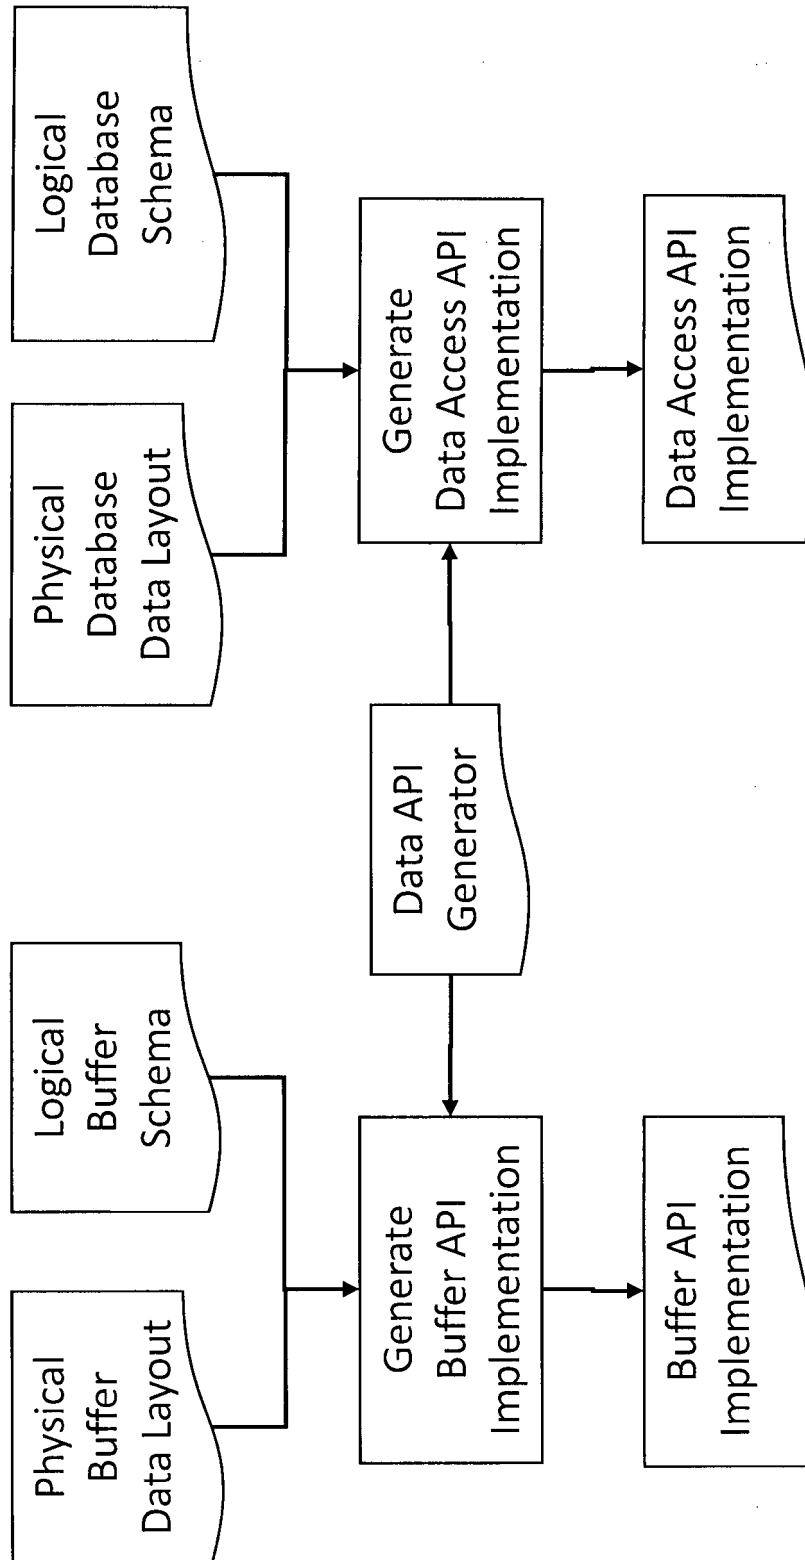 Physical
Buffer
Data Layout
Logical
Buffer
Schema
Physical
Database
Data Layout
Logical
Database
Schema
Generate
Buffer API
Implementation
Data API
Generator
Generate
Data Access API
Implementation
Buffer API
Implementation
Data Access API
Implementation